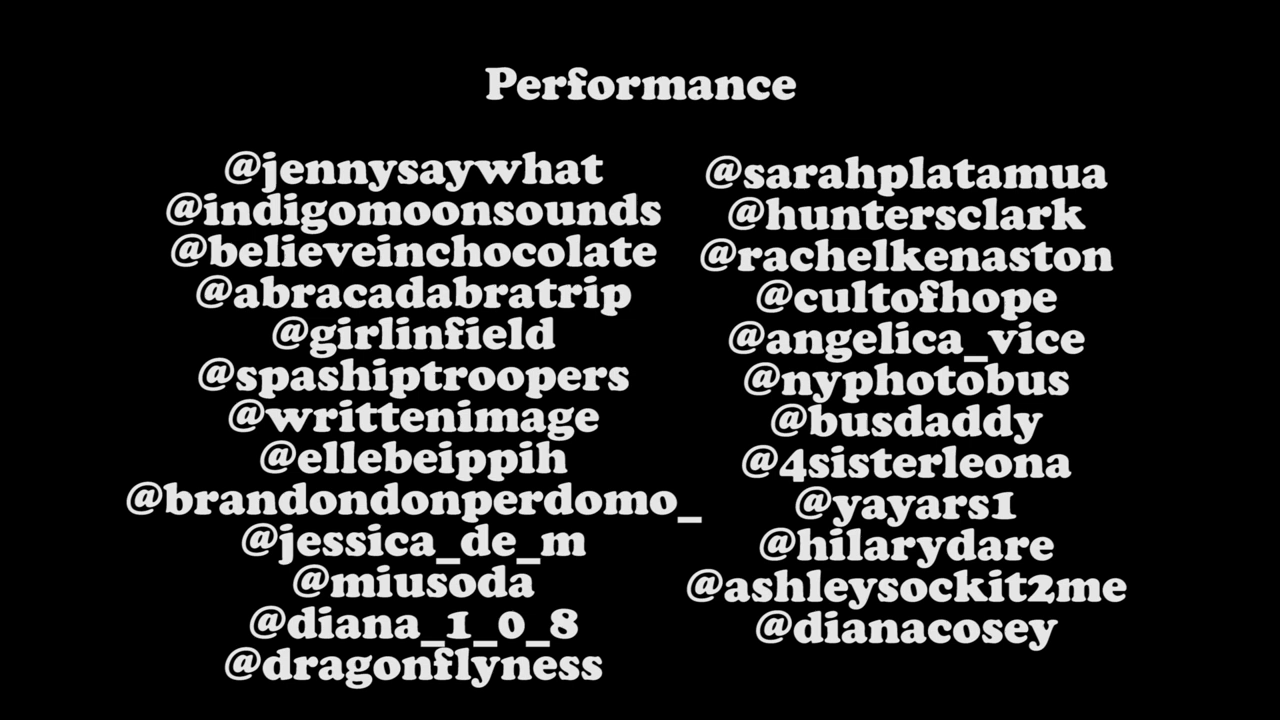 Performance
@jennysaywhat
@indigomoonsounds
@believeinchocolate
@abracadabratrip
@girlinfield
@spashiptroopers
@writtenimage
@ellebeippih
@brandondonperdomo_
@jessica_de_m
@miusoda
@diana_1_0_8
@dragonflyness
@sarahplatamua
@huntersclark
@rachelkenaston
@cultofhope
@angelica_vice
@nyphotobus
@busdaddy
@4sisterleona
@yayars1
@hilarydare
@ashleysockit2me
@dianacosey